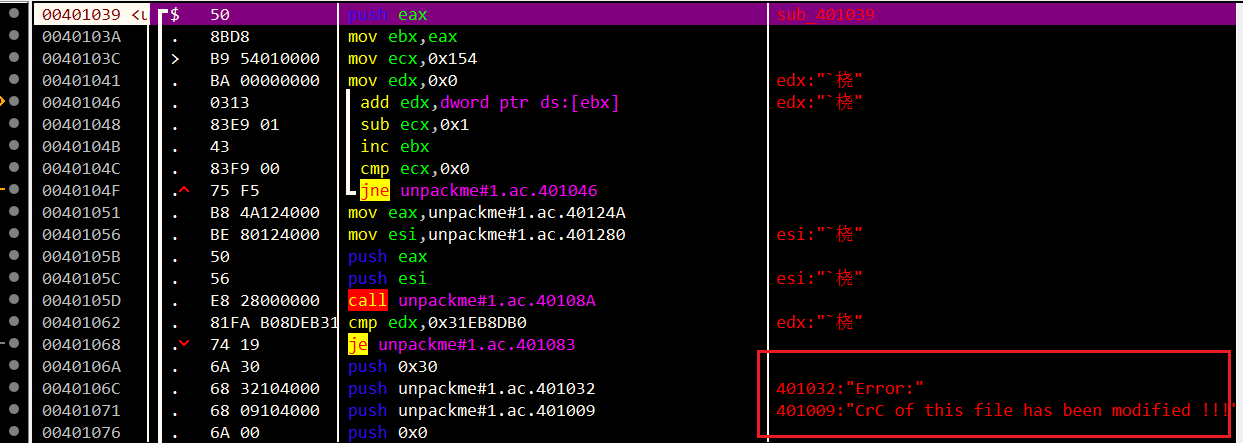 00401039 <u $ 50 push eax sub_401039
0040103A . 8BD8 mov ebx,eax
0040103C > B9 54010000 mov ecx,0x154
00401041 . BA 00000000 mov edx,0x0 edx:"`桡"
00401046 . 0313 add edx,dword ptr ds:[ebx] edx:"`桡"
00401048 . 83E9 01 sub ecx,0x1
0040104B . 43 inc ebx
0040104C . 83F9 00 cmp ecx,0x0
0040104F .^ 75 F5 jne unpackme#1.ac.401046
00401051 . B8 4A124000 mov eax,unpackme#1.ac.40124A
00401056 . BE 80124000 mov esi,unpackme#1.ac.401280 esi:"`桡"
0040105B . 50 push eax
0040105C . 56 push esi esi:"`桡"
0040105D . E8 28000000 call unpackme#1.ac.40108A
00401062 . 81FA B08DEB31 cmp edx,0x31EB8DB0 edx:"`桡"
00401068 .v 74 19 je unpackme#1.ac.401083
0040106A . 6A 30 push 0x30
0040106C . 68 32104000 push unpackme#1.ac.401032 401032:"Error:"
00401071 . 68 09104000 push unpackme#1.ac.401009 401009:"CrC of this file has been modified !!!"
00401076 . 6A 00 push 0x0